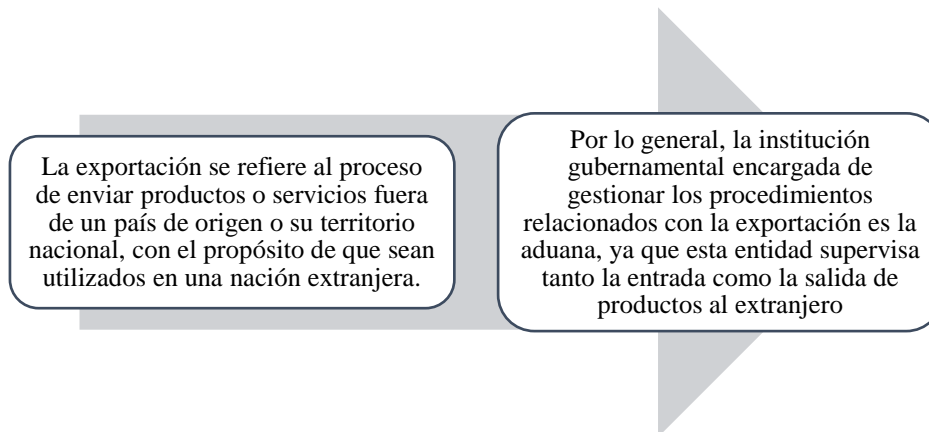 La exportación se refiere al proceso
de enviar productos o servicios fuera
de un país de origen o su territorio
nacional, con el propósito de que sean
utilizados en una nación extranjera.
Por lo general, la institución
gubernamental encargada de
gestionar los procedimientos
relacionados con la exportación es la
aduana, ya que esta entidad supervisa
tanto la entrada como la salida de
productos al extranjero